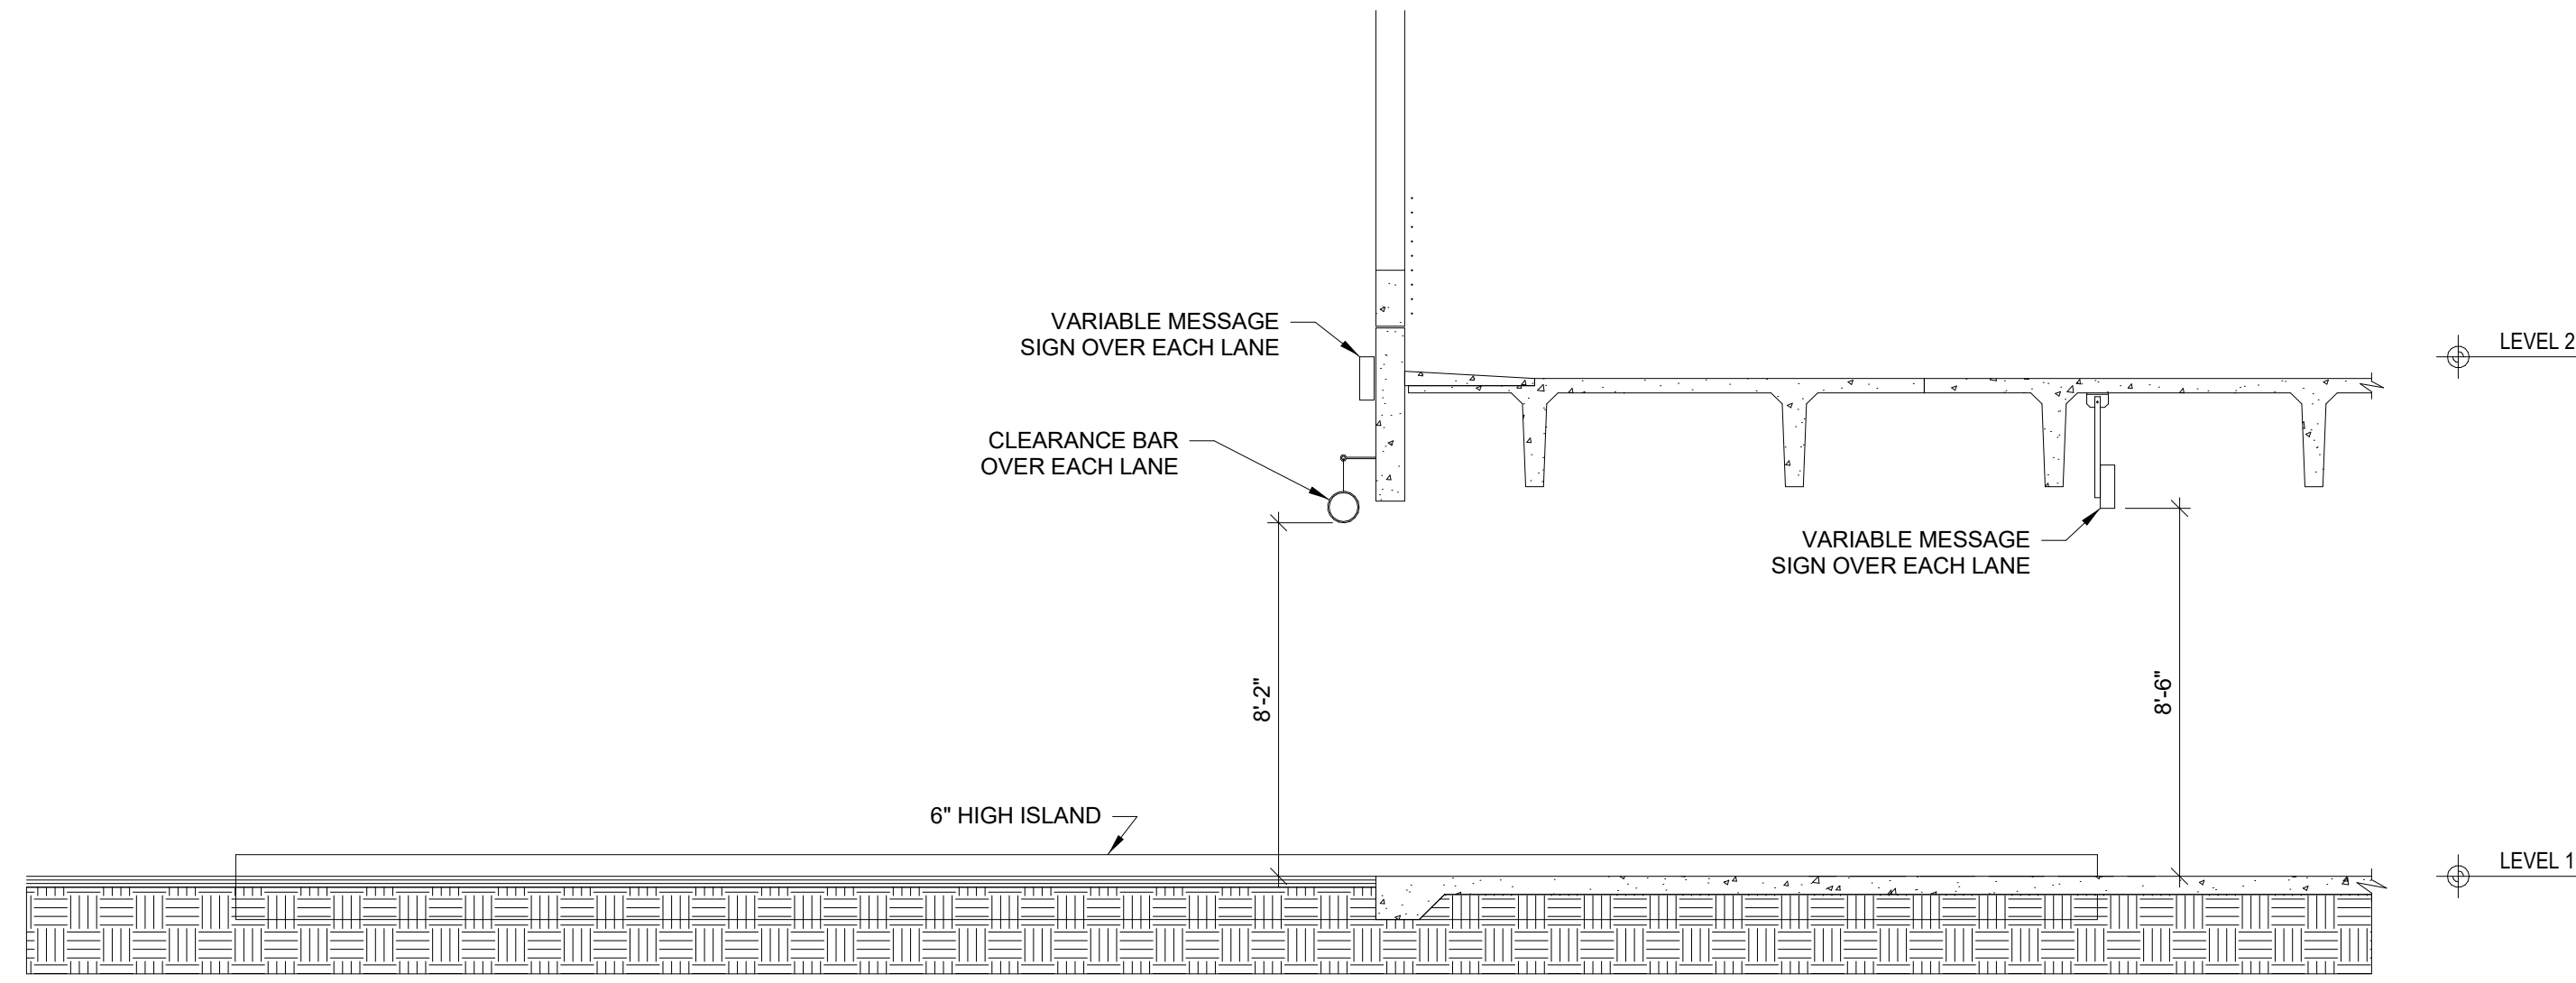 VARIABLE MESSAGE
SIGN OVER EACH LANE
LEVEL 2
CLEARANCE BAR
OVER EACH LANE
VARIABLE MESSAGE
SIGN OVER EACH LANE
8'-2"
8'-6"
6" HIGH ISLAND
LEVEL 1